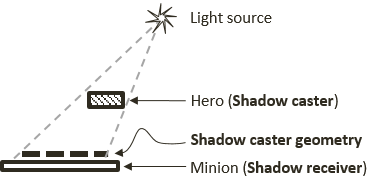 Light source
Hero (Shadow caster)
Shadow caster geometry
Minion (Shadow receiver)